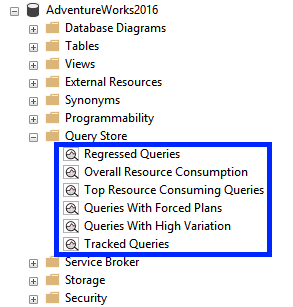 AdventureWorks2016
Database Diagrams
Tables
Views
External Resources
Synonyms
Programmability
Query Store
Regressed Queries
Overall Resource Consumption
Top Resource Consuming Queries
Queries With Forced Plans
Queries With High Variation
Tracked Queries
Service Broker
Storage
Security